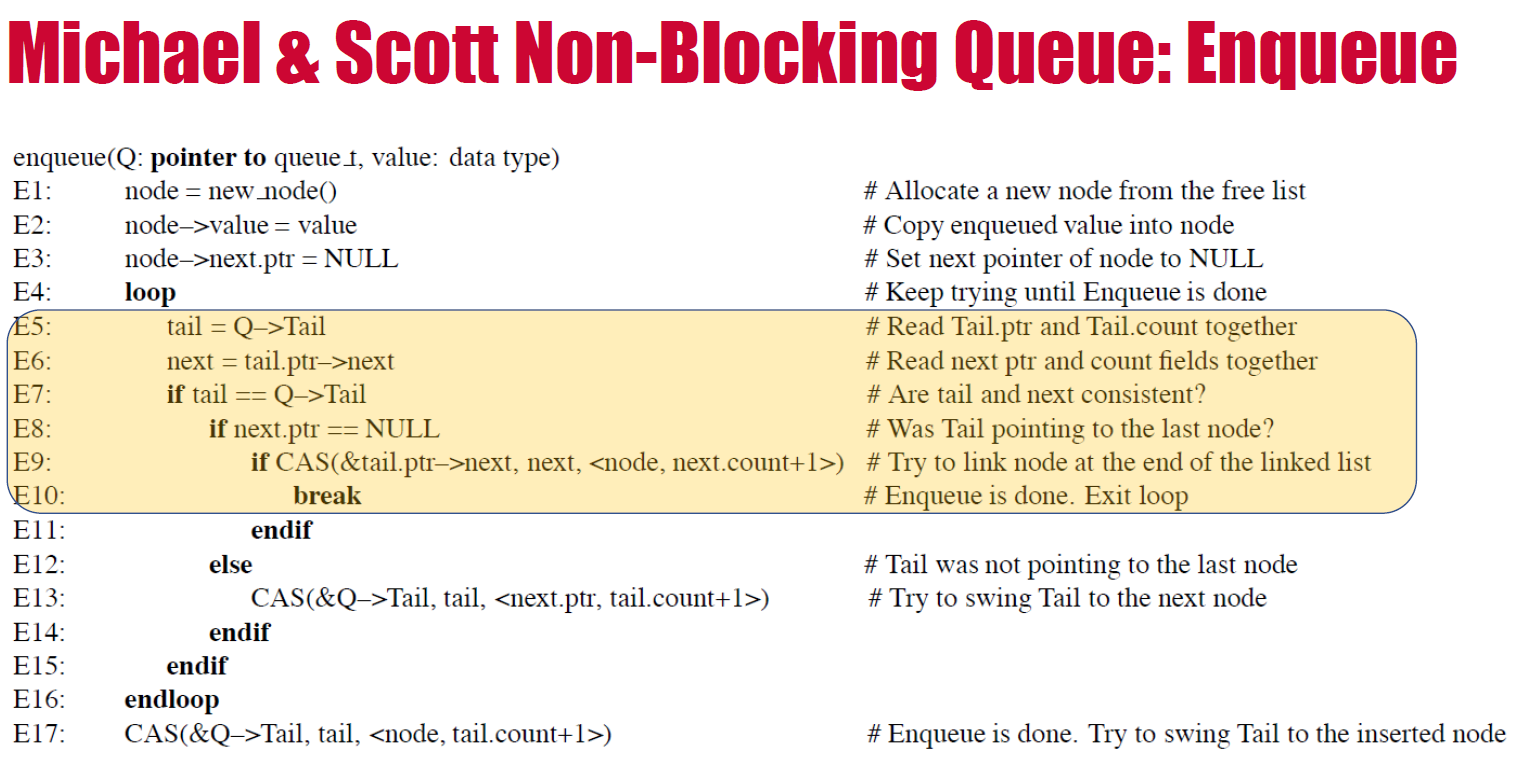 Michael & Scott Non-Blocking Queue: Enqueue
enqueue(Q: pointer to queue_t, value: data type)
E1: node = new_node() # Allocate a new node from the free list
E2: node–>value = value # Copy enqueued value into node
E3: node–>next.ptr = NULL # Set next pointer of node to NULL
E4: loop # Keep trying until Enqueue is done
E5: tail = Q–>Tail # Read Tail.ptr and Tail.count together
E6: next = tail.ptr–>next # Read next ptr and count fields together
E7: if tail == Q–>Tail # Are tail and next consistent?
E8: if next.ptr == NULL # Was Tail pointing to the last node?
E9: if CAS(&tail.ptr–>next, next, <node, next.count+1>) # Try to link node at the end of the linked list
E10: break # Enqueue is done. Exit loop
E11: endif
E12: else # Tail was not pointing to the last node
E13: CAS(&Q–>Tail, tail, <next.ptr, tail.count+1>) # Try to swing Tail to the next node
E14: endif
E15: endif
E16: endloop
E17: CAS(&Q–>Tail, tail, <node, tail.count+1>) # Enqueue is done. Try to swing Tail to the inserted node